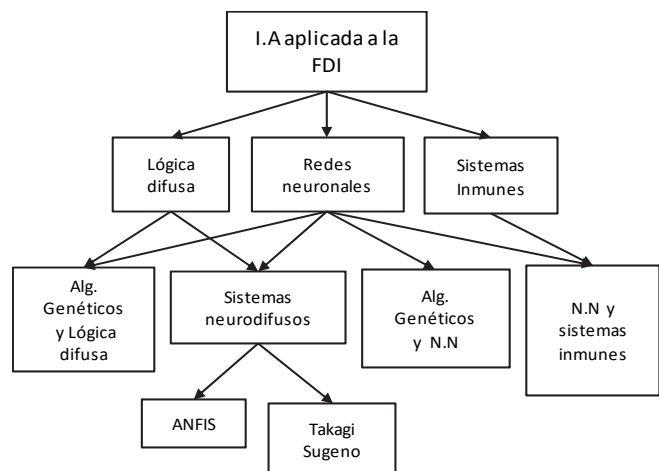 I.A aplicada a la
FDI
Lógica
difusa
Redes
neuronales
Sistemas
Inmunes
Alg.
Genéticos
y Lógica
difusa
Sistemas
neurodifusos
Alg.
Genéticos
y N.N
N.N y
sistemas
inmunes
ANFIS
Takagi
Sugeno